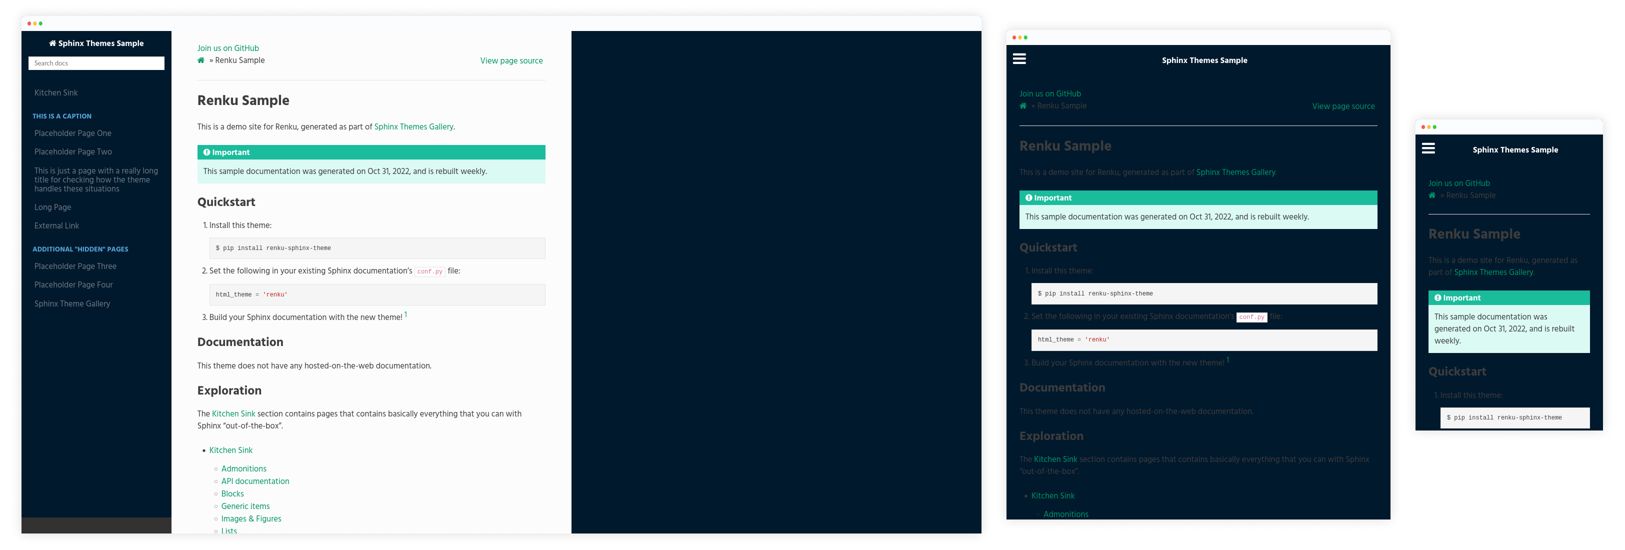 Sphinx Themes Sample
Search docs
Kitchen Sink
THIS IS A CAPTION
Placeholder Page One
Placeholder Page Two
This is just a page with a really long
title for checking how the theme
handles these situations
Long Page
External Link
ADDITIONAL "HIDDEN" PAGES
Placeholder Page Three
Placeholder Page Four
Sphinx Theme Gallery
Join us on GitHub
» Renku Sample
View page source
Renku Sample
This is a demo site for Renku, generated as part of Sphinx Themes Gallery.
Important
This sample documentation was generated on Oct 31, 2022, and is rebuilt weekly.
Quickstart
1. Install this theme:
$ pip install renku-sphinx-theme
2. Set the following in your existing Sphinx documentation's conf.py file:
html_theme = 'renku'
3. Build your Sphinx documentation with the new theme! 1
Documentation
This theme does not have any hosted-on-the-web documentation.
Exploration
The Kitchen Sink section contains pages that contains basically everything that you can with
Sphinx "out-of-the-box".
• Kitchen Sink
◦ Admonitions
◦ API documentation
◦ Blocks
◦ Generic items
◦ Images & Figures
◦ Lists
Sphinx Themes Sample
Join us on GitHub
» Renku Sample
View page source
Renku Sample
This is a demo site for Renku, generated as part of Sphinx Themes Gallery.
Important
This sample documentation was generated on Oct 31, 2022, and is rebuilt weekly.
Quickstart
1. Install this theme:
$ pip install renku-sphinx-theme
2. Set the following in your existing Sphinx documentation's conf.py file:
html_theme = 'renku'
3. Build your Sphinx documentation with the new theme! 1
Documentation
This theme does not have any hosted-on-the-web documentation.
Exploration
The Kitchen Sink section contains pages that contains basically everything that you can with Sphinx
"out-of-the-box".
• Kitchen Sink
◦ Admonitions
Sphinx Themes Sample
Join us on GitHub
» Renku Sample
Renku Sample
This is a demo site for Renku, generated as
part of Sphinx Themes Gallery.
Important
This sample documentation was
generated on Oct 31, 2022, and is rebuilt
weekly.
Quickstart
1. Install this theme:
$ pip install renku-sphinx-theme